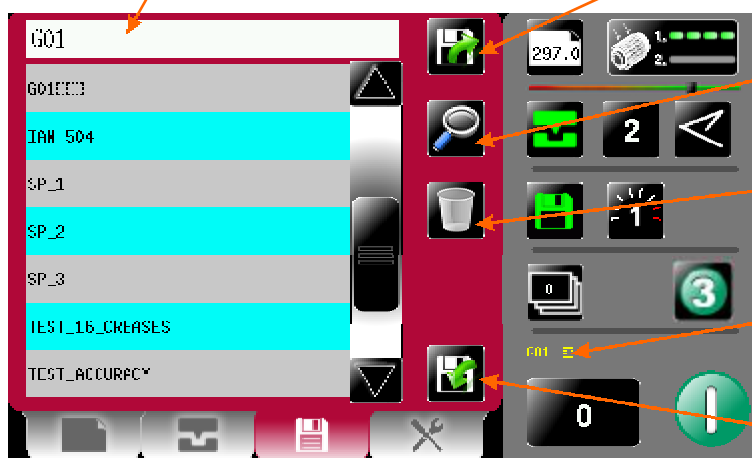 G01
G01
IAN 504
SP_1
SP_2
SP_3
TEST_16_CREASES
TEST_ACCURACY
297.0
1.
2.
2
1
0
3
G01
0